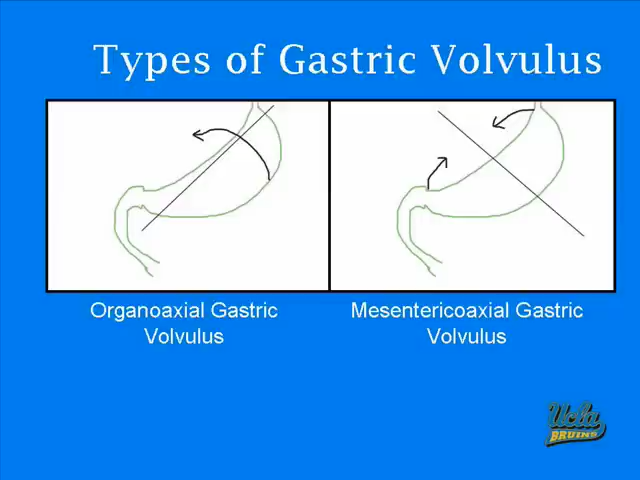 Types of Gastric Volvulus
Organoaxial Gastric
Volvulus
Mesentericoaxial Gastric
Volvulus
Ucla
BRUINS